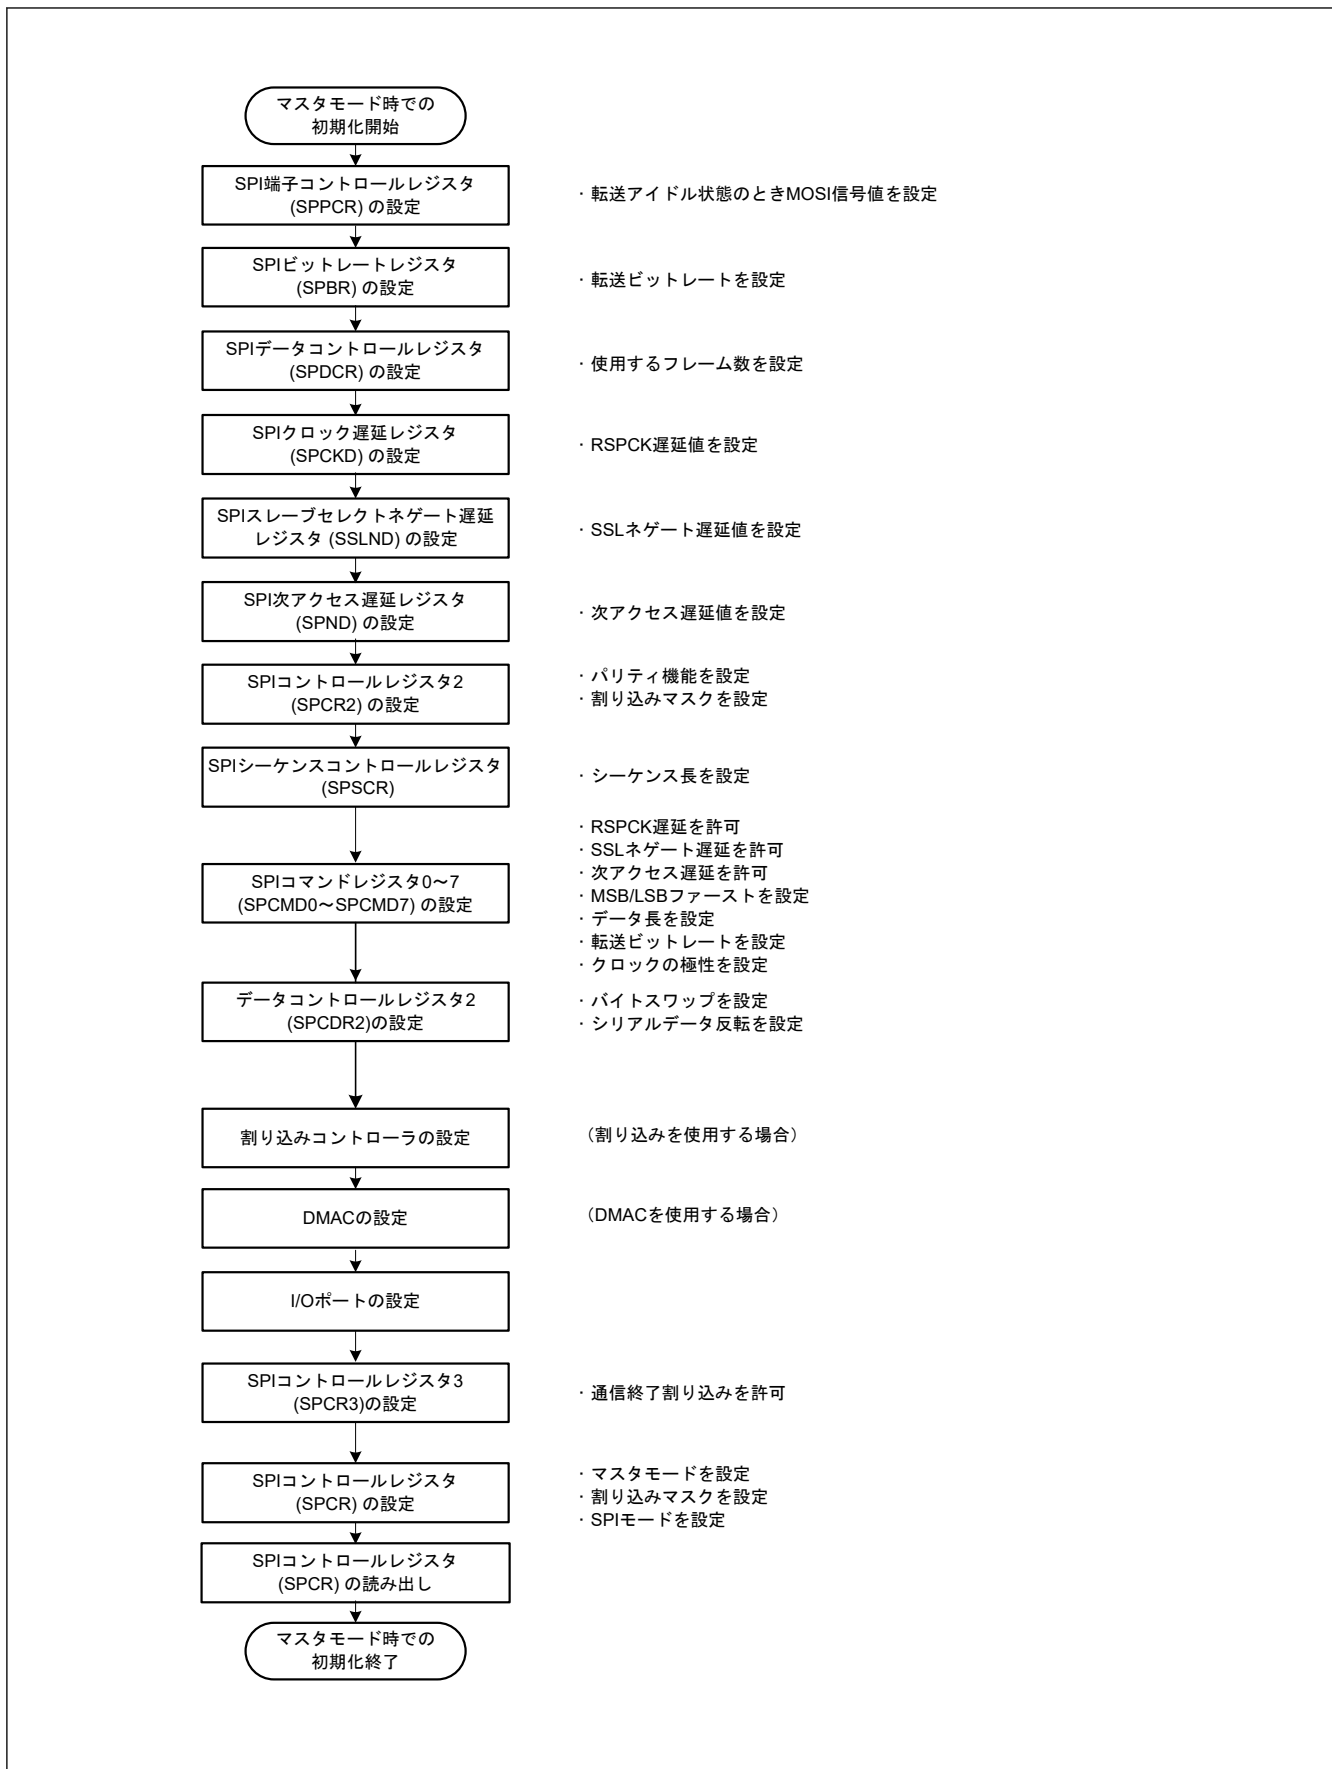 マスタモード時での
初期化開始
SPI端子コントロールレジスタ
(SPPCR) の設定
・転送アイドル状態のときMOSI信号値を設定
SPIビットレートレジスタ
(SPBR) の設定
・転送ビットレートを設定
SPIデータコントロールレジスタ
(SPDCR) の設定
・使用するフレーム数を設定
SPIクロック遅延レジスタ
(SPCKD) の設定
・RSPCK遅延値を設定
SPIスレーブセレクトネゲート遅延
レジスタ (SSLND) の設定
・SSLネゲート遅延値を設定
SPI次アクセス遅延レジスタ
(SPND) の設定
・次アクセス遅延値を設定
SPIコントロールレジスタ2
(SPCR2) の設定
・パリティ機能を設定
・割り込みマスクを設定
SPIシーケンスコントロールレジスタ
(SPSCR)
・シーケンス長を設定
SPIコマンドレジスタ0～7
(SPCMD0～SPCMD7) の設定
・RSPCK遅延を許可
・SSLネゲート遅延を許可
・次アクセス遅延を許可
・MSB/LSBファーストを設定
・データ長を設定
・転送ビットレートを設定
・クロックの極性を設定
データコントロールレジスタ2
(SPCDR2)の設定
・バイトスワップを設定
・シリアルデータ反転を設定
割り込みコントローラの設定
（割り込みを使用する場合）
DMACの設定
（DMACを使用する場合）
I/Oポートの設定
SPIコントロールレジスタ3
(SPCR3)の設定
・通信終了割り込みを許可
SPIコントロールレジスタ
(SPCR) の設定
・マスタモードを設定
・割り込みマスクを設定
・SPIモードを設定
SPIコントロールレジスタ
(SPCR) の読み出し
マスタモード時での
初期化終了